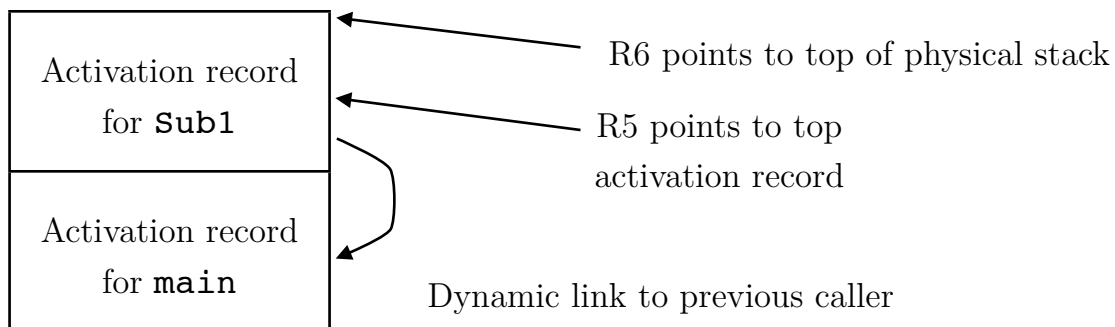 Activation record
for Sub1
R6 points to top of physical stack
R5 points to top
activation record
Activation record
for main
Dynamic link to previous caller